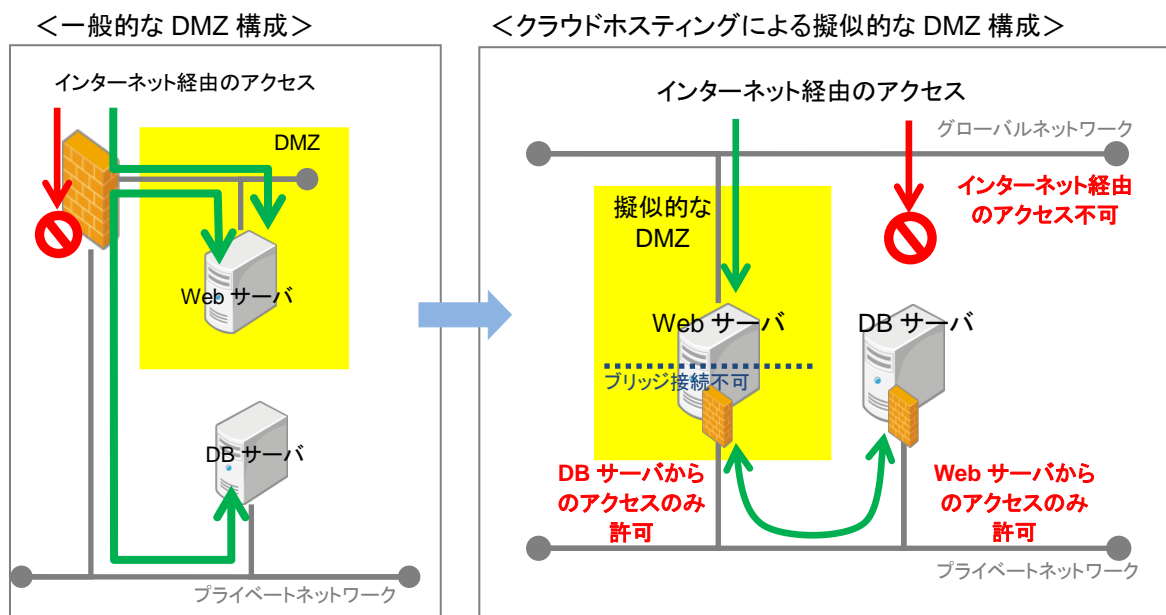 ＜一般的な DMZ 構成＞
インターネット経由のアクセス
DMZ
Web サーバ
DB サーバ
プライベートネットワーク
＜クラウドホスティングによる擬似的な DMZ 構成＞
インターネット経由のアクセス
グローバルネットワーク
インターネット経由
のアクセス不可
擬似的な
DMZ
Web サーバ
DB サーバ
ブリッジ接続不可
DB サーバから
のアクセスのみ
許可
Web サーバから
のアクセスのみ
許可
プライベートネットワーク